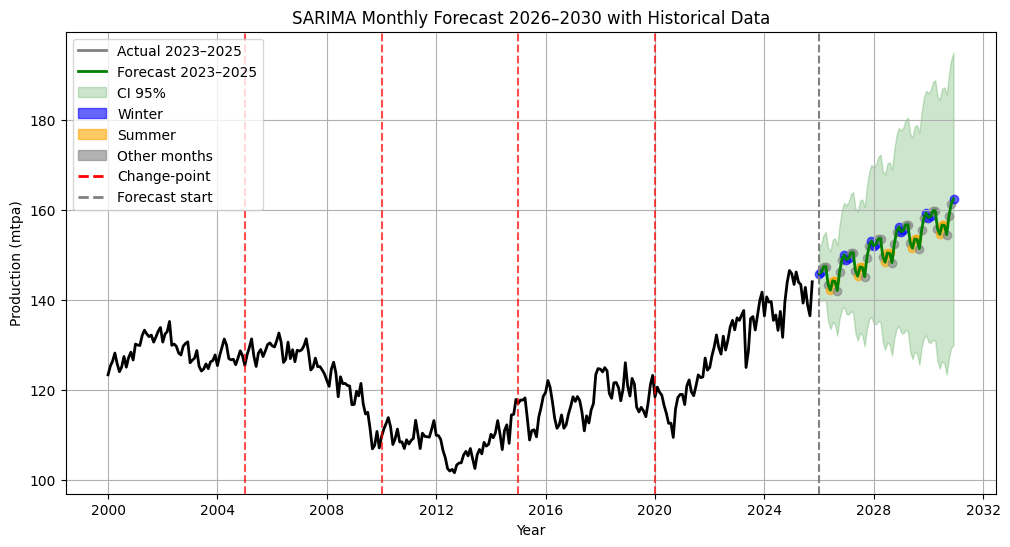 SARIMA Monthly Forecast 2026–2030 with Historical Data
Actual 2023–2025
Forecast 2023–2025
CI 95%
Winter
Summer
Other months
Change-point
Forecast start
Production (mtpa)
180
160
140
120
100
2000
2004
2008
2012
2016
2020
2024
2028
2032
Year